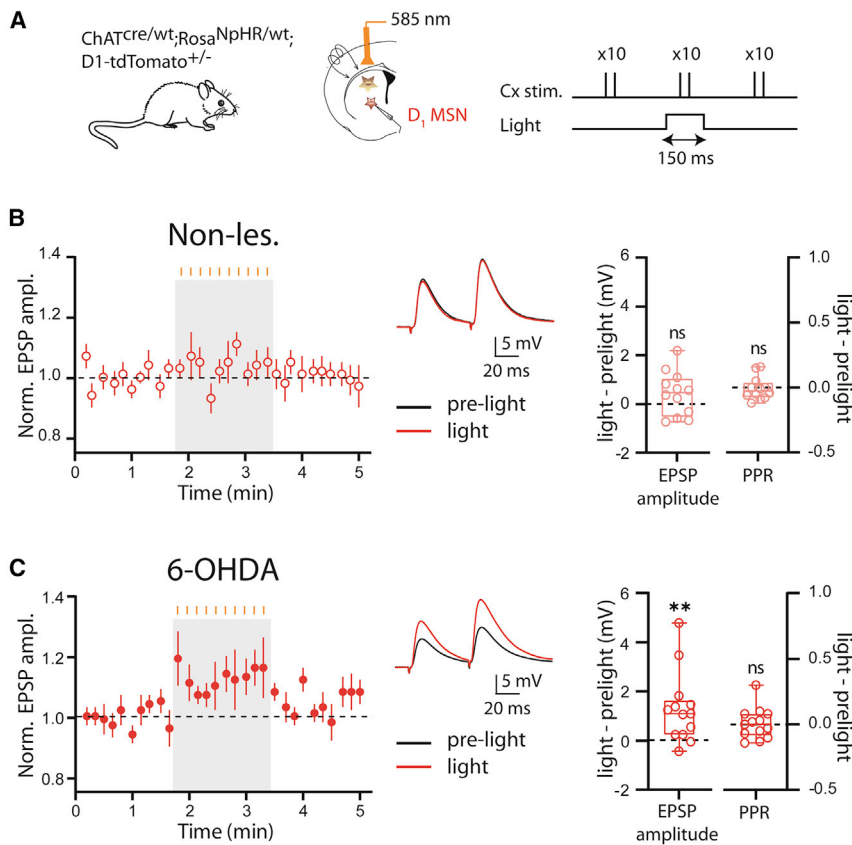 A
ChATcre/wt;RosaNpHR/wt;
D1-tdTomato+/-
585 nm
D1 MSN
x10 x10 x10
Cx stim.
Light
150 ms
B
Non-les.
Norm. EPSP ampl.
1.4
1.2
1.0
0.8
0 1 2 3 4 5
Time (min)
5 mV
20 ms
pre-light
light
light - prelight (mV)
6
4
2
0
-2
ns
ns
EPSP
amplitude
PPR
1.0
0.5
0.0
-0.5
light - prelight
C
6-OHDA
Norm. EPSP ampl.
1.4
1.2
1.0
0.8
0 1 2 3 4 5
Time (min)
5 mV
20 ms
pre-light
light
light - prelight (mV)
6
4
2
0
-2
**
ns
EPSP
amplitude
PPR
1.0
0.5
0.0
-0.5
light - prelight